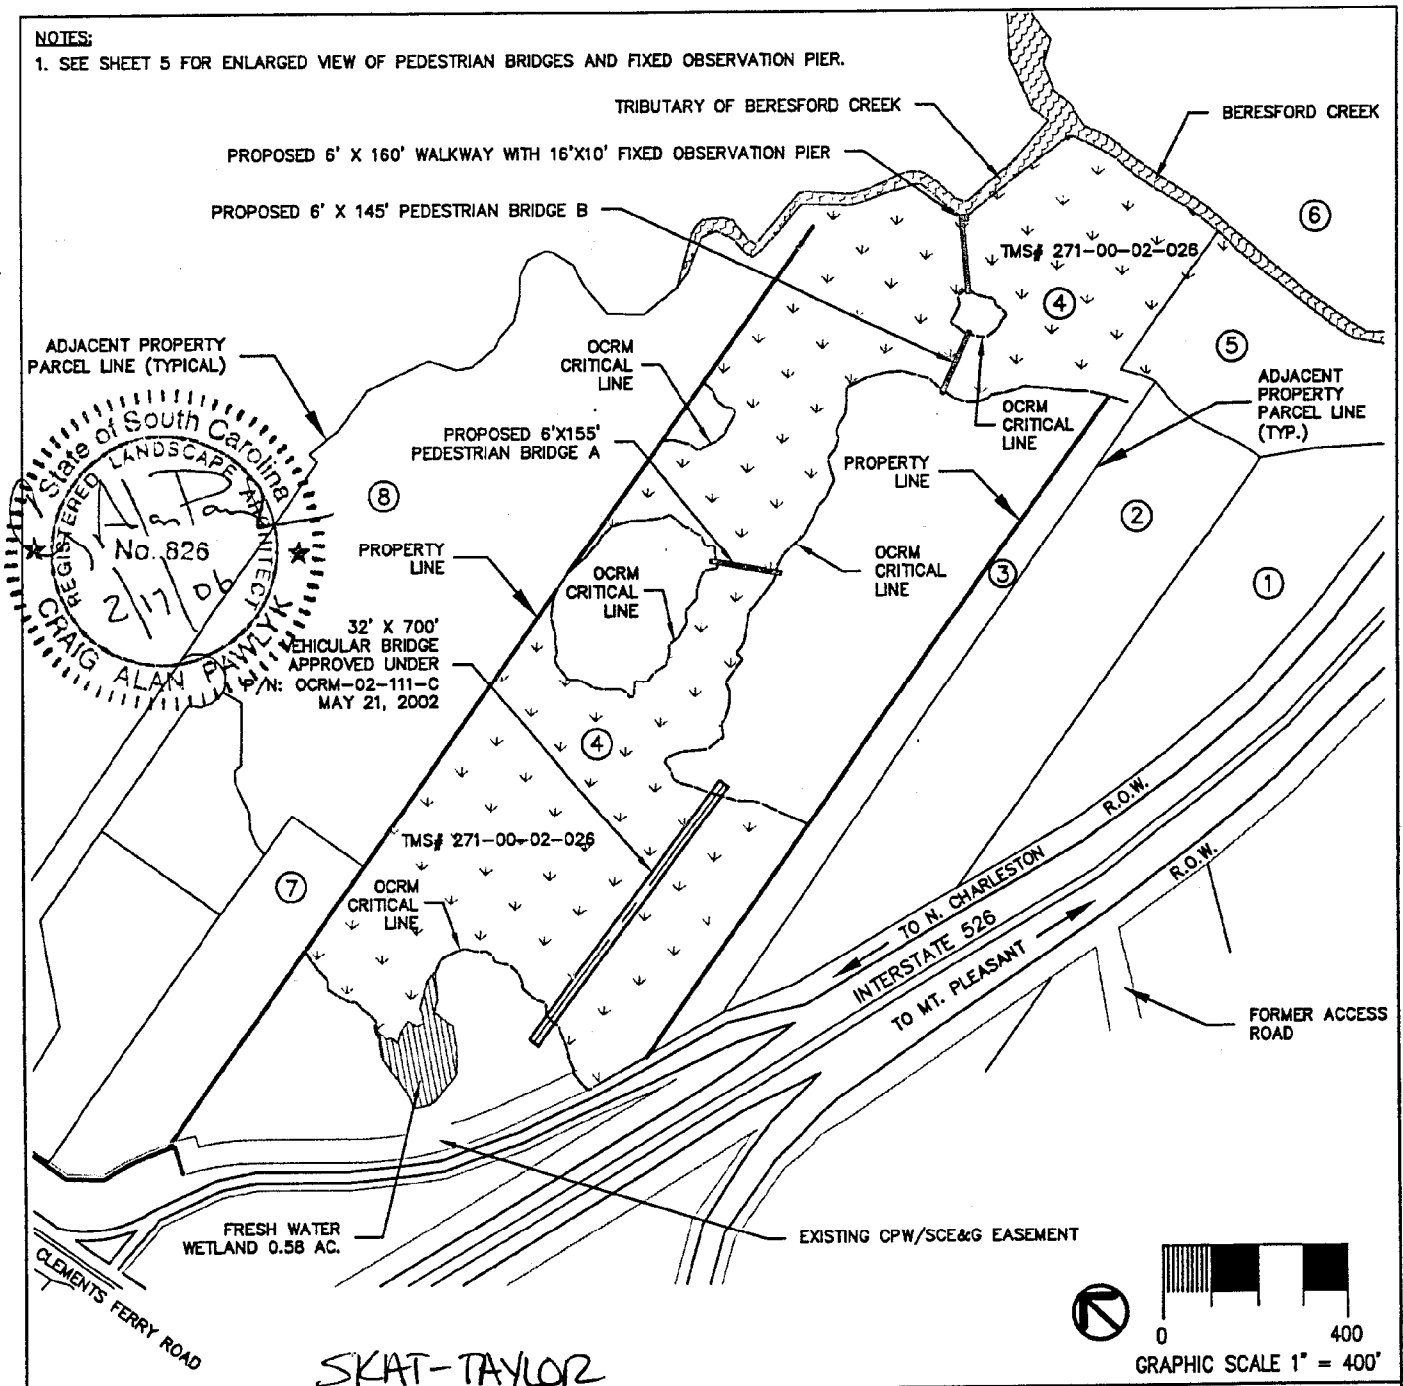 NOTES:
1. SEE SHEET 5 FOR ENLARGED VIEW OF PEDESTRIAN BRIDGES AND FIXED OBSERVATION PIER.
TRIBUTARY OF BERESFORD CREEK
BERESFORD CREEK
PROPOSED 6' X 160' WALKWAY WITH 16'X10' FIXED OBSERVATION PIER
PROPOSED 6' X 145' PEDESTRIAN BRIDGE B
6
TMS# 271-00-02-026
4
5
ADJACENT PROPERTY
PARCEL LINE (TYPICAL)
OCRM
CRITICAL
LINE
ADJACENT
PROPERTY
PARCEL LINE
(TYP.)
OCRM
CRITICAL
LINE
PROPOSED 6'X155'
PEDESTRIAN BRIDGE A
PROPERTY
LINE
State of South Carolina
REGISTERED LANDSCAPE ARCHITECT
No. 826
2/17/06
CRAIG ALAN PAWLYK
8
2
PROPERTY
LINE
OCRM
CRITICAL
LINE
OCRM
CRITICAL
LINE
3
1
32' X 700'
VEHICULAR BRIDGE
APPROVED UNDER
P/N: OCRM-02-111-C
MAY 21, 2002
4
R.O.W.
TMS# 271-00-02-026
R.O.W.
7
OCRM
CRITICAL
LINE
TO N. CHARLESTON
INTERSTATE 526
TO MT. PLEASANT
FORMER ACCESS
ROAD
FRESH WATER
WETLAND 0.58 AC.
EXISTING CPW/SCE&G EASEMENT
CLEMENTS FERRY ROAD
0
400
GRAPHIC SCALE 1" = 400'
SKAT-TAYLOR